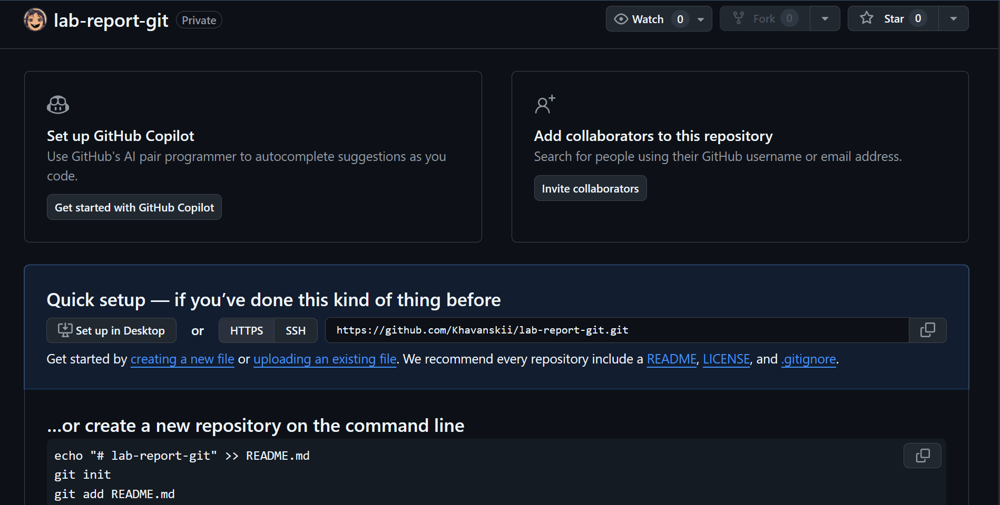 lab-report-git Private
Watch 0 Fork 0 Star 0
Set up GitHub Copilot
Use GitHub's AI pair programmer to autocomplete suggestions as you
code.
Get started with GitHub Copilot
Add collaborators to this repository
Search for people using their GitHub username or email address.
Invite collaborators
Quick setup — if you’ve done this kind of thing before
Set up in Desktop or HTTPS SSH https://github.com/Khavanskii/lab-report-git.git
Get started by creating a new file or uploading an existing file. We recommend every repository include a README, LICENSE, and .gitignore.
…or create a new repository on the command line
echo "# lab-report-git" >> README.md
git init
git add README.md